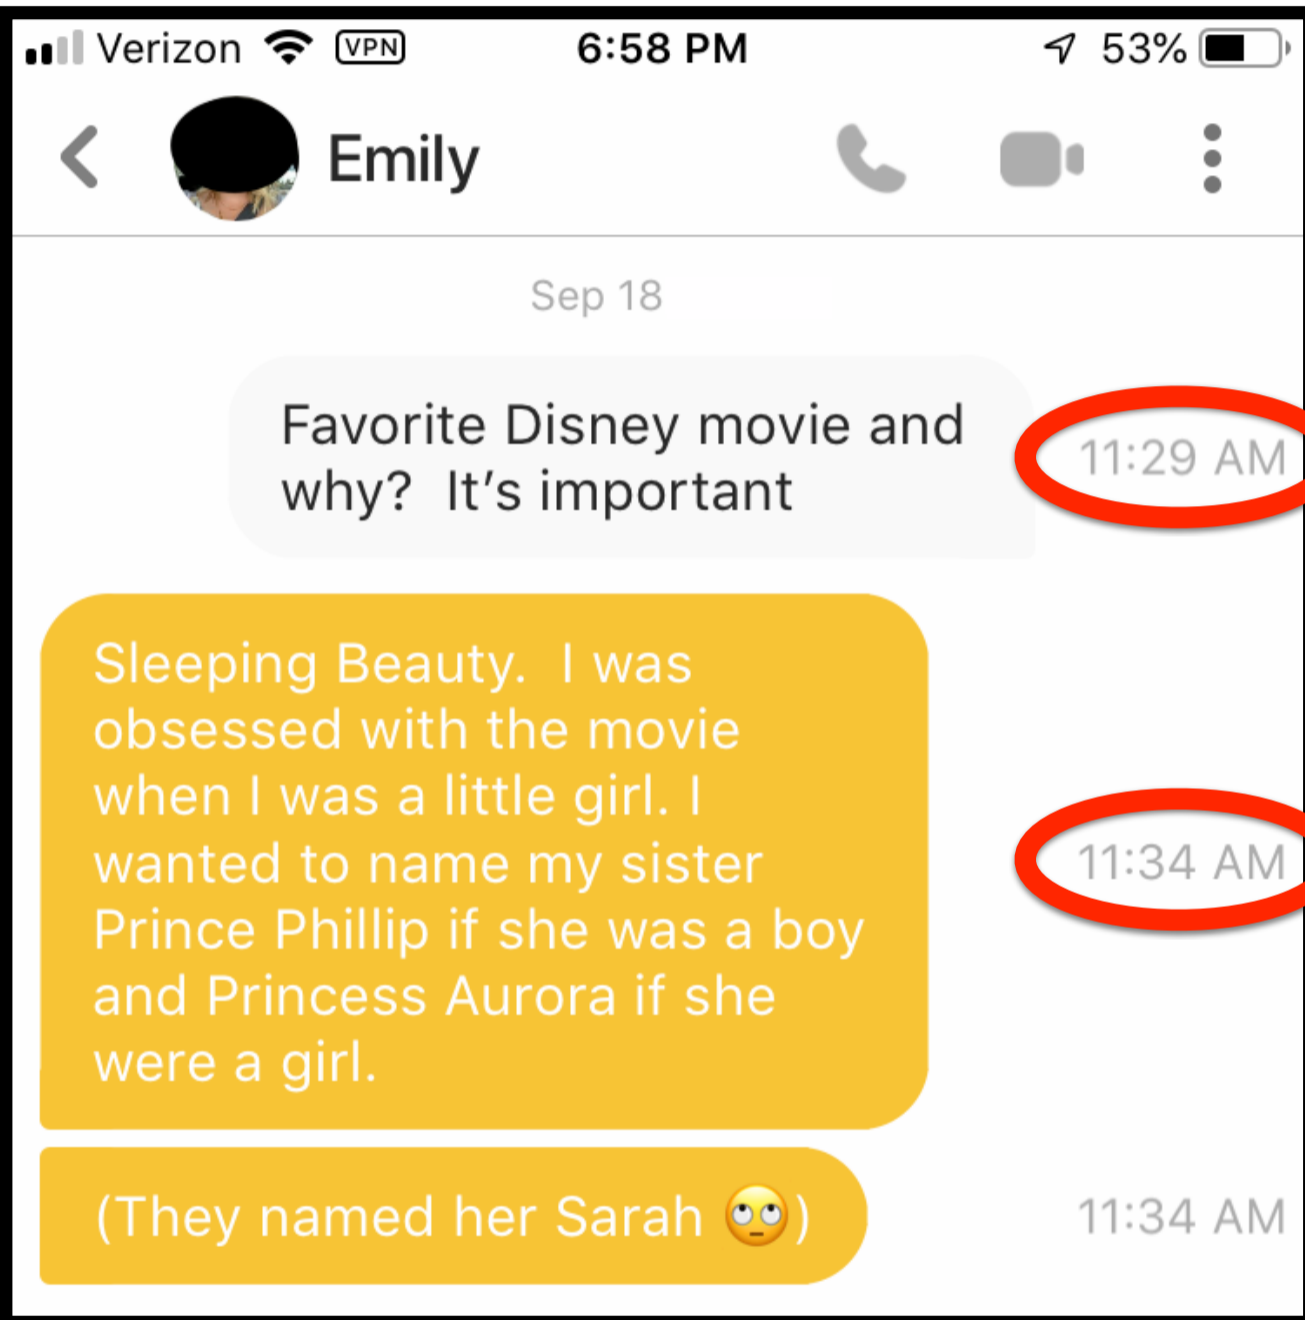 Verizon VPN 6:58 PM 53%
Emily
Sep 18
Favorite Disney movie and
why?  It's important
11:29 AM
Sleeping Beauty.  I was
obsessed with the movie
when I was a little girl. I
wanted to name my sister
Prince Phillip if she was a boy
and Princess Aurora if she
were a girl.
11:34 AM
(They named her Sarah 🙄)
11:34 AM